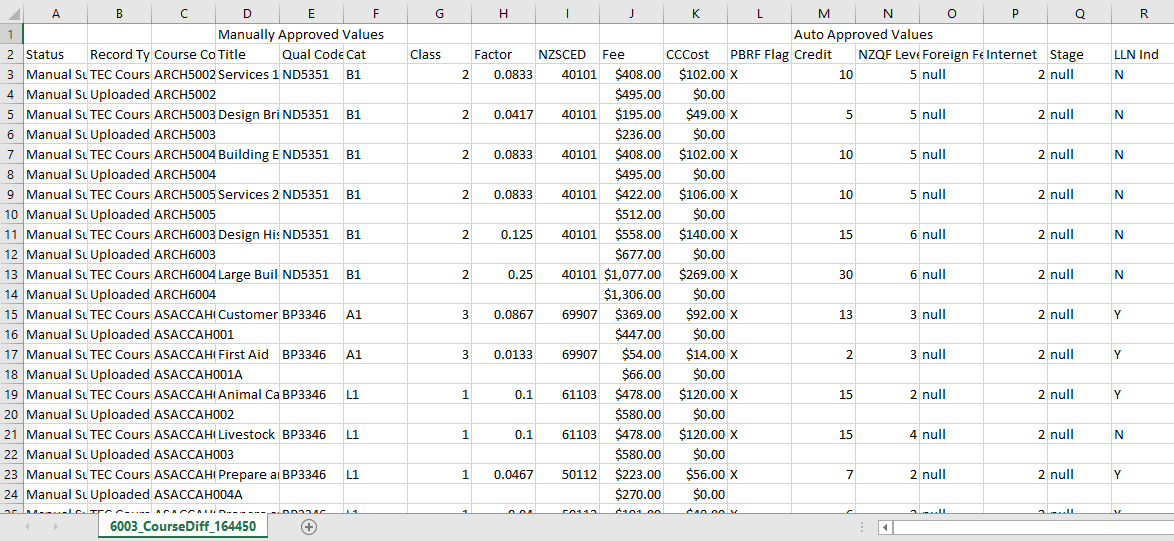 A B C D E F G H I J K L M N O P Q R
1 Manually Approved Values Auto Approved Values
2 Status Record Ty Course Co Title Qual Code Cat Class Factor NZSCED Fee CCCost PBRF Flag Credit NZQF Leve Foreign Fe Internet Stage LLN Ind
3 Manual Su TEC Cours ARCH5002 Services 1 ND5351 B1 2 0.0833 40101 $408.00 $102.00 X 10 5 null 2 null N
4 Manual Su Uploaded ARCH5002 $495.00 $0.00
5 Manual Su TEC Cours ARCH5003 Design Bri ND5351 B1 2 0.0417 40101 $195.00 $49.00 X 5 5 null 2 null N
6 Manual Su Uploaded ARCH5003 $236.00 $0.00
7 Manual Su TEC Cours ARCH5004 Building E ND5351 B1 2 0.0833 40101 $408.00 $102.00 X 10 5 null 2 null N
8 Manual Su Uploaded ARCH5004 $495.00 $0.00
9 Manual Su TEC Cours ARCH5005 Services 2 ND5351 B1 2 0.0833 40101 $422.00 $106.00 X 10 5 null 2 null N
10 Manual Su Uploaded ARCH5005 $512.00 $0.00
11 Manual Su TEC Cours ARCH6003 Design His ND5351 B1 2 0.125 40101 $558.00 $140.00 X 15 6 null 2 null N
12 Manual Su Uploaded ARCH6003 $677.00 $0.00
13 Manual Su TEC Cours ARCH6004 Large Buil ND5351 B1 2 0.25 40101 $1,077.00 $269.00 X 30 6 null 2 null N
14 Manual Su Uploaded ARCH6004 $1,306.00 $0.00
15 Manual Su TEC Cours ASACCAH Customer BP3346 A1 3 0.0867 69907 $369.00 $92.00 X 13 3 null 2 null Y
16 Manual Su Uploaded ASACCAH001 $447.00 $0.00
17 Manual Su TEC Cours ASACCAH First Aid BP3346 A1 3 0.0133 69907 $54.00 $14.00 X 2 3 null 2 null Y
18 Manual Su Uploaded ASACCAH001A $66.00 $0.00
19 Manual Su TEC Cours ASACCAH Animal Ca BP3346 L1 1 0.1 61103 $478.00 $120.00 X 15 2 null 2 null Y
20 Manual Su Uploaded ASACCAH002 $580.00 $0.00
21 Manual Su TEC Cours ASACCAH Livestock BP3346 L1 1 0.1 61103 $478.00 $120.00 X 15 4 null 2 null N
22 Manual Su Uploaded ASACCAH003 $580.00 $0.00
23 Manual Su TEC Cours ASACCAH Prepare a BP3346 L1 1 0.0467 50112 $223.00 $56.00 X 7 2 null 2 null Y
24 Manual Su Uploaded ASACCAH004A $270.00 $0.00
6003_CourseDiff_164450